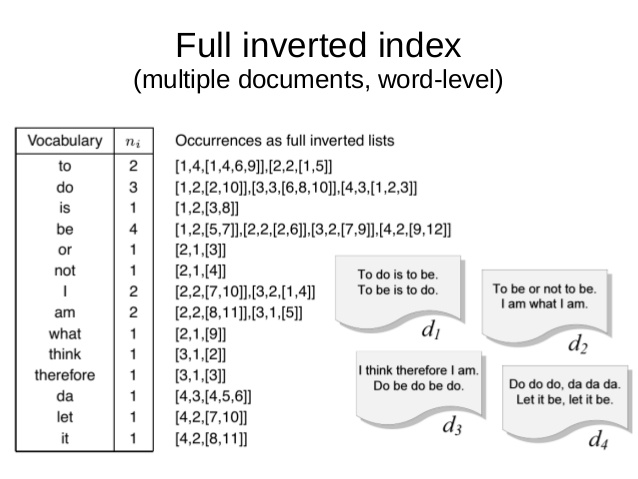 Full inverted index
(multiple documents, word-level)
Vocabulary n_i Occurrences as full inverted lists
to 2 [1,4,[1,4,6,9]],[2,2,[1,5]]
do 3 [1,2,[2,10]],[3,3,[6,8,10]],[4,3,[1,2,3]]
is 1 [1,2,[3,8]]
be 4 [1,2,[5,7]],[2,2,[2,6]],[3,2,[7,9]],[4,2,[9,12]]
or 1 [2,1,[3]]
not 1 [2,1,[4]]
I 2 [2,2,[7,10]],[3,2,[1,4]]
am 2 [2,2,[8,11]],[3,1,[5]]
what 1 [2,1,[9]]
think 1 [3,1,[2]]
therefore 1 [3,1,[3]]
da 1 [4,3,[4,5,6]]
let 1 [4,2,[7,10]]
it 1 [4,2,[8,11]]
To do is to be.
To be is to do.
d1
To be or not to be.
I am what I am.
d2
I think therefore I am.
Do be do be do.
d3
Do do do, da da da.
Let it be, let it be.
d4